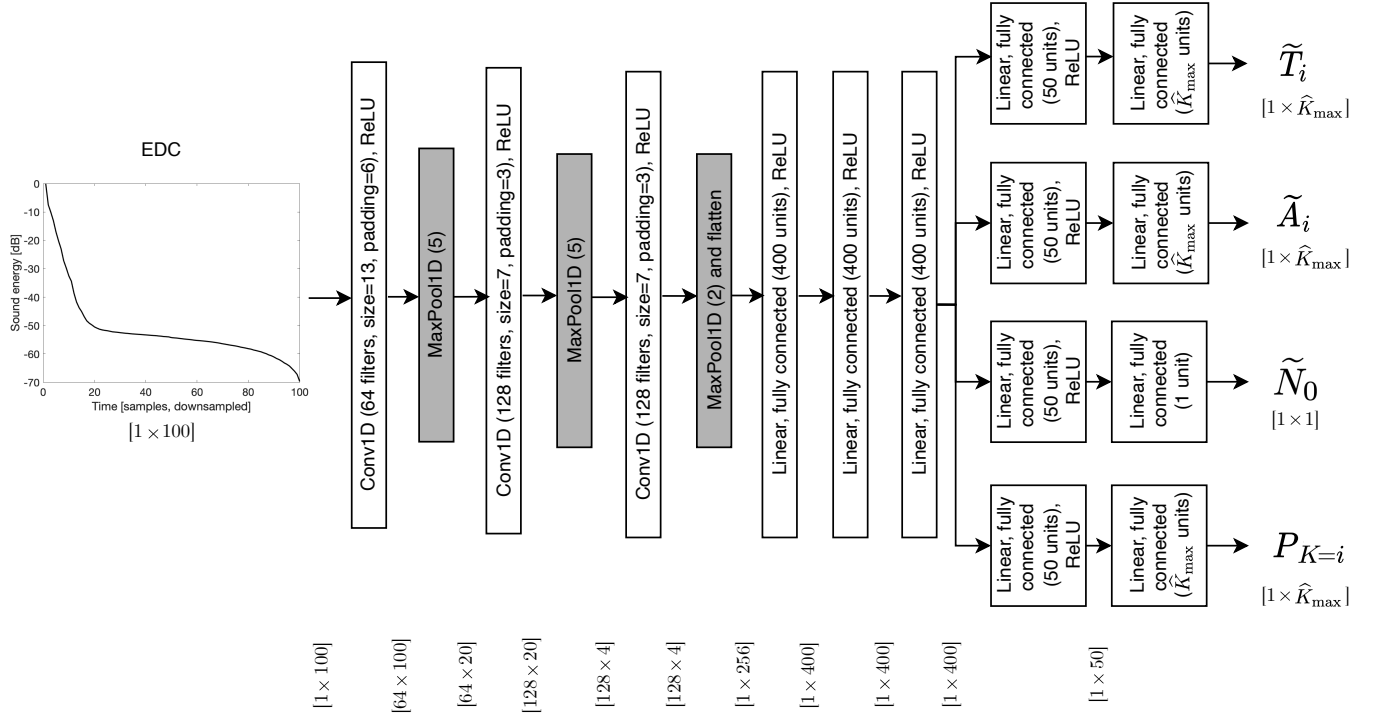 EDC
0
-10
-20
-30
-40
-50
-60
-70
Sound energy [dB]
0 20 40 60 80 100
Time [samples, downsampled]
[1 × 100]
Conv1D (64 filters, size=13, padding=6), ReLU
MaxPool1D (5)
Conv1D (128 filters, size=7, padding=3), ReLU
MaxPool1D (5)
Conv1D (128 filters, size=7, padding=3), ReLU
MaxPool1D (2) and flatten
Linear, fully connected (400 units), ReLU
Linear, fully connected (400 units), ReLU
Linear, fully connected (400 units), ReLU
Linear, fully
connected
(50 units),
ReLU
Linear, fully
connected
(K̂max units)
T̃i
[1 × K̂max]
Linear, fully
connected
(50 units),
ReLU
Linear, fully
connected
(K̂max units)
Ãi
[1 × K̂max]
Linear, fully
connected
(50 units),
ReLU
Linear, fully
connected
(1 unit)
Ñ0
[1 × 1]
Linear, fully
connected
(50 units),
ReLU
Linear, fully
connected
(K̂max units)
PK=i
[1 × K̂max]
[1 × 100]
[64 × 100]
[64 × 20]
[128 × 20]
[128 × 4]
[128 × 4]
[1 × 256]
[1 × 400]
[1 × 400]
[1 × 400]
[1 × 50]